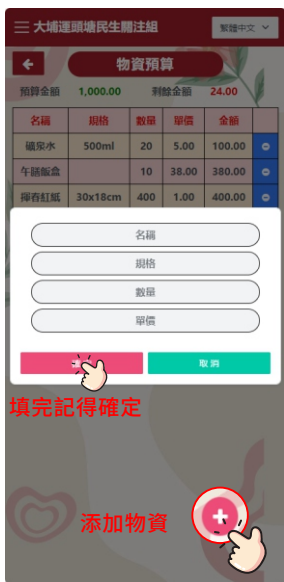 大埔運頭塘民生關注組 繁體中文
物資預算
預算金額 1,000.00 剩餘金額 24.00
名稱 規格 數量 單價 金額
礦泉水 500ml 20 5.00 100.00
午膳飯盒 10 38.00 380.00
揮春紅紙 30x18cm 400 1.00 400.00
名稱
規格
數量
單價
取消
填完記得確定
添加物資